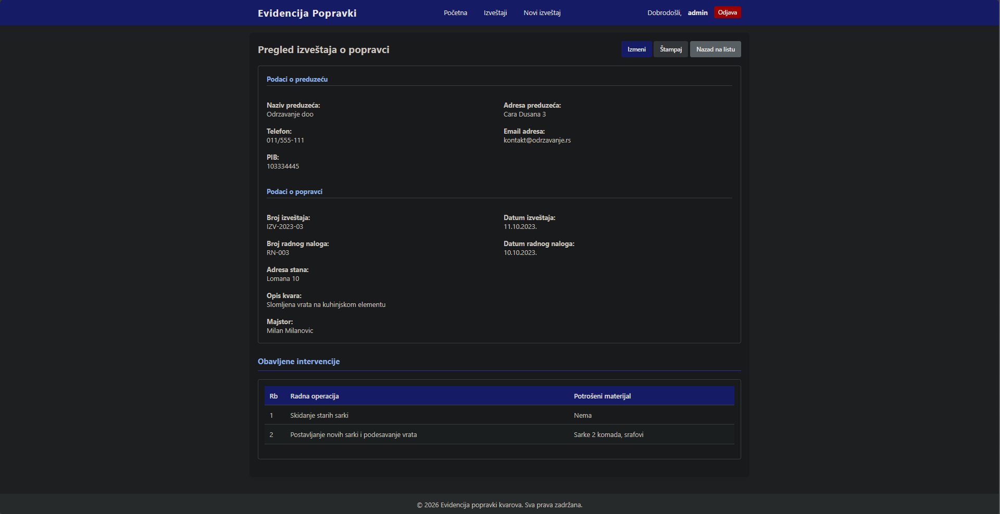 Evidencija Popravki
Početna Izveštaji Novi izveštaj
Dobrodošli, admin Odjava
Pregled izveštaja o popravci
Izmeni Štampaj Nazad na listu
Podaci o preduzeću
Naziv preduzeća:
Odrzavanje doo
Adresa preduzeća:
Cara Dusana 3
Telefon:
011/555-111
Email adresa:
kontakt@odrzavanje.rs
PIB:
103334445
Podaci o popravci
Broj izveštaja:
IZV-2023-03
Datum izveštaja:
11.10.2023.
Broj radnog naloga:
RN-003
Datum radnog naloga:
10.10.2023.
Adresa stana:
Lomana 10
Opis kvara:
Slomljena vrata na kuhinjskom elementu
Majstor:
Milan Milanovic
Obavljene intervencije
Rb Radna operacija Potrošeni materijal
1 Skidanje starih sarki Nema
2 Postavljanje novih sarki i podesavanje vrata Sarke 2 komada, srafovi
© 2026 Evidencija popravki kvarova. Sva prava zadržana.